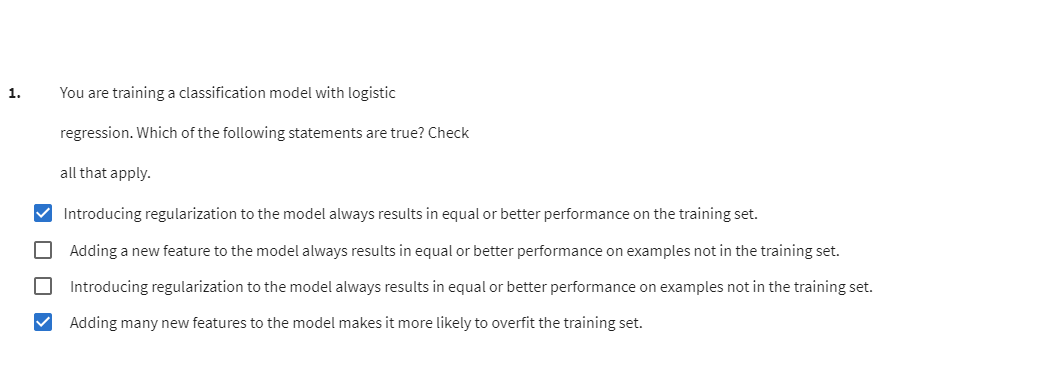 1. You are training a classification model with logistic
regression. Which of the following statements are true? Check
all that apply.
Introducing regularization to the model always results in equal or better performance on the training set.
Adding a new feature to the model always results in equal or better performance on examples not in the training set.
Introducing regularization to the model always results in equal or better performance on examples not in the training set.
Adding many new features to the model makes it more likely to overfit the training set.